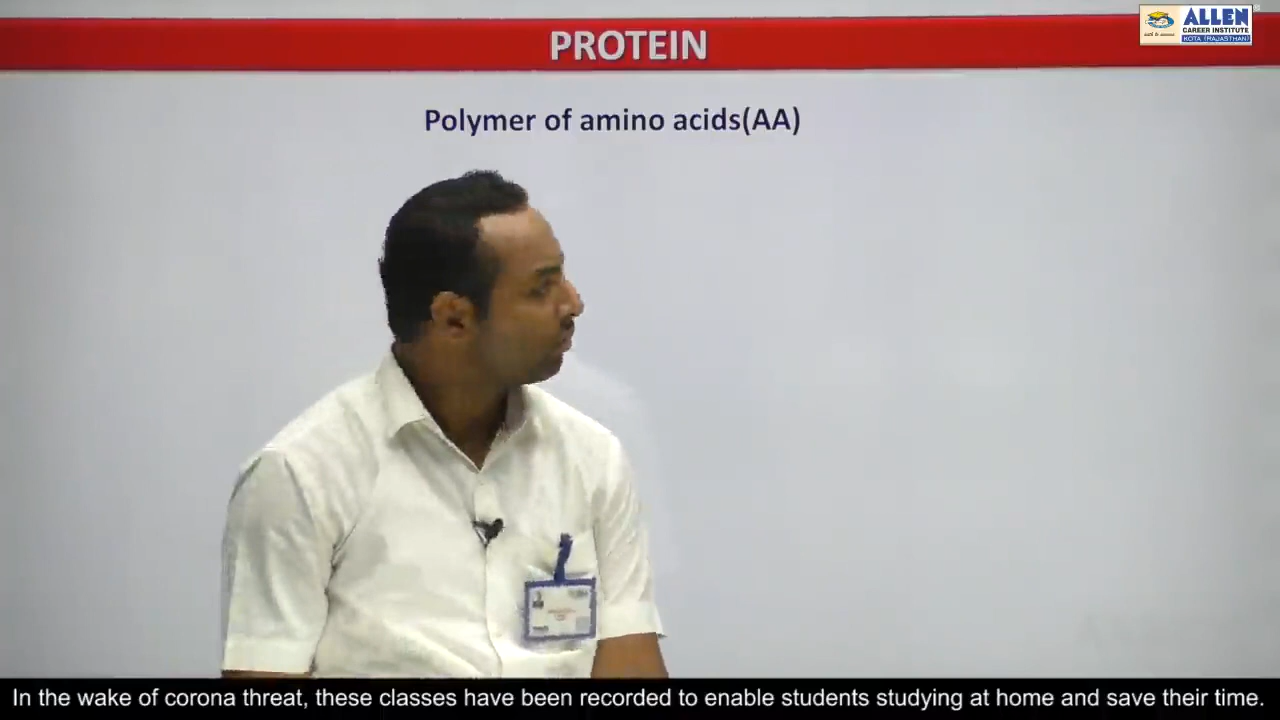 PROTEIN
ALLEN
CAREER INSTITUTE
KOTA (RAJASTHAN)
Polymer of amino acids(AA)
In the wake of corona threat, these classes have been recorded to enable students studying at home and save their time.